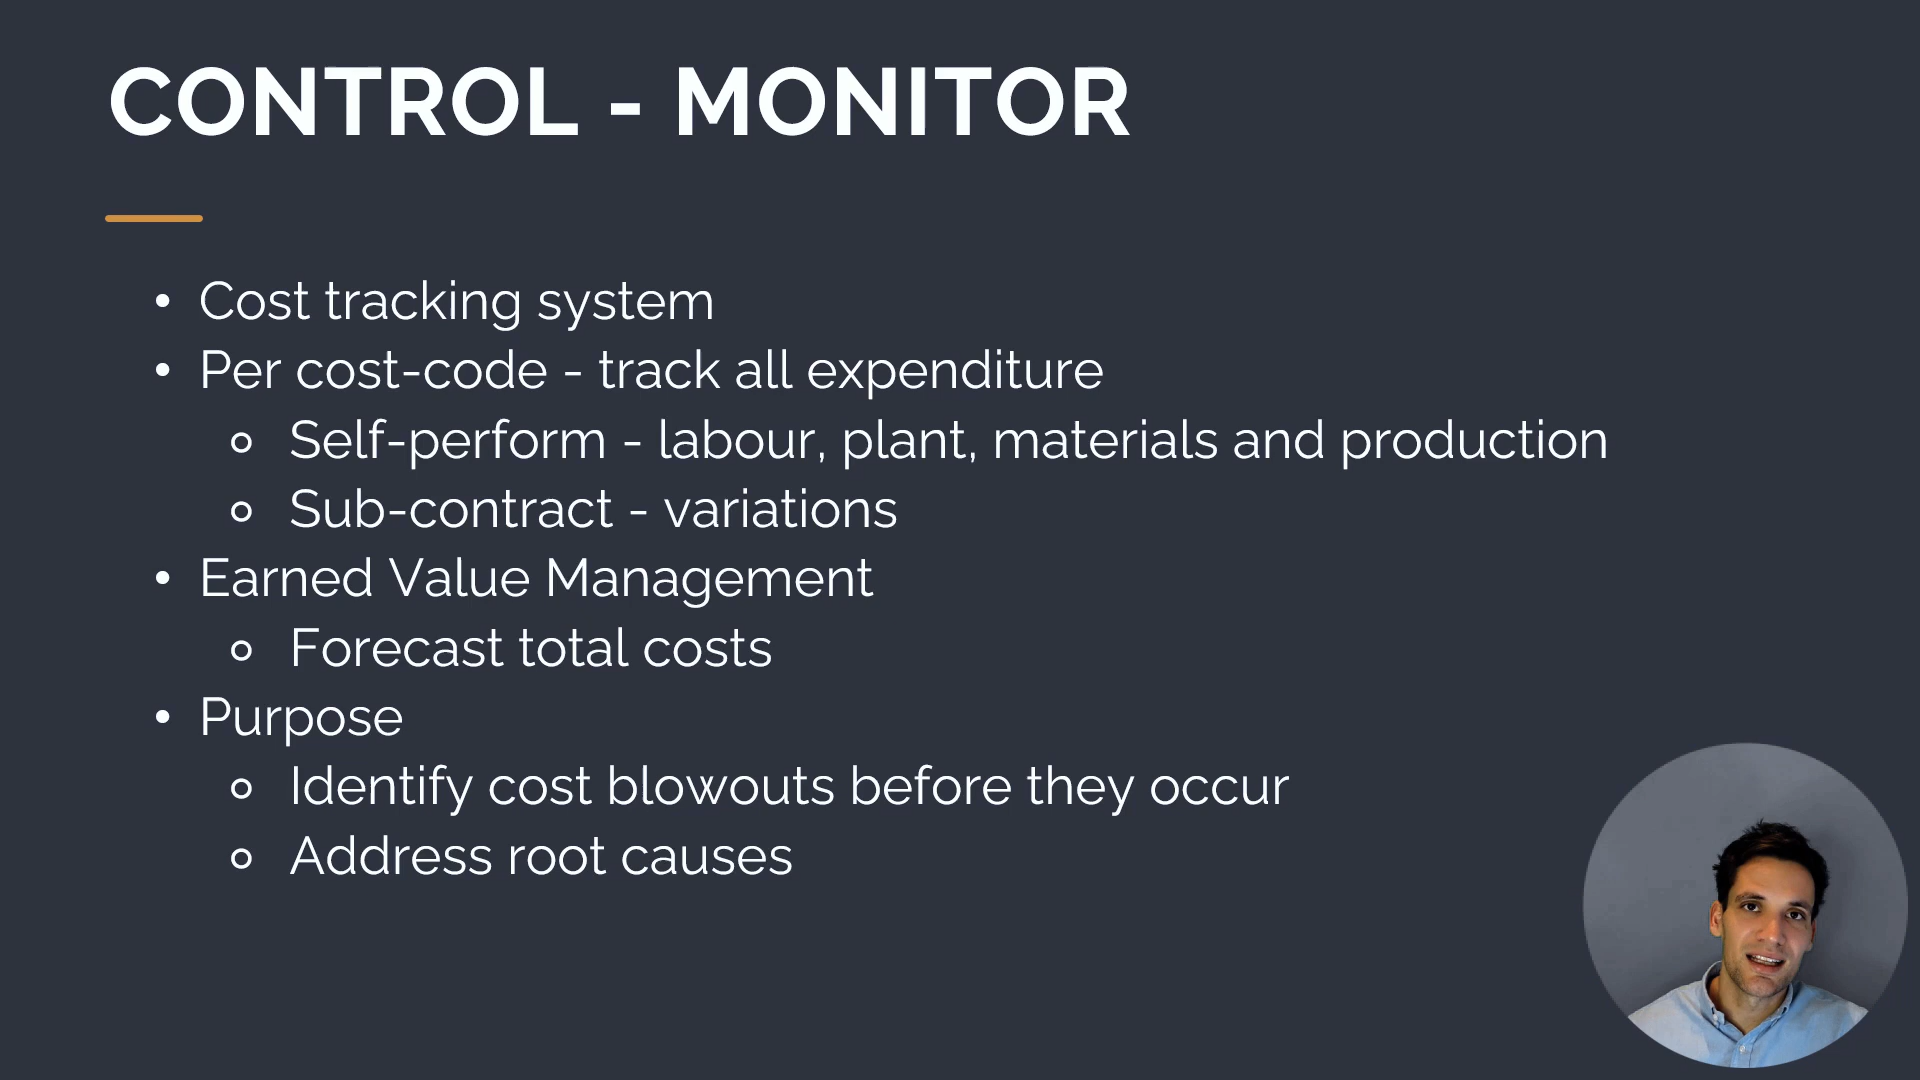 CONTROL - MONITOR
• Cost tracking system
• Per cost-code - track all expenditure
○ Self-perform - labour, plant, materials and production
○ Sub-contract - variations
• Earned Value Management
○ Forecast total costs
• Purpose
○ Identify cost blowouts before they occur
○ Address root causes